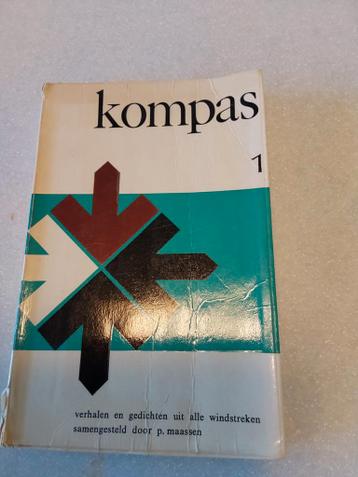 kompas
1
verhalen en gedichten uit alle windstreken
samengesteld door p. maassen